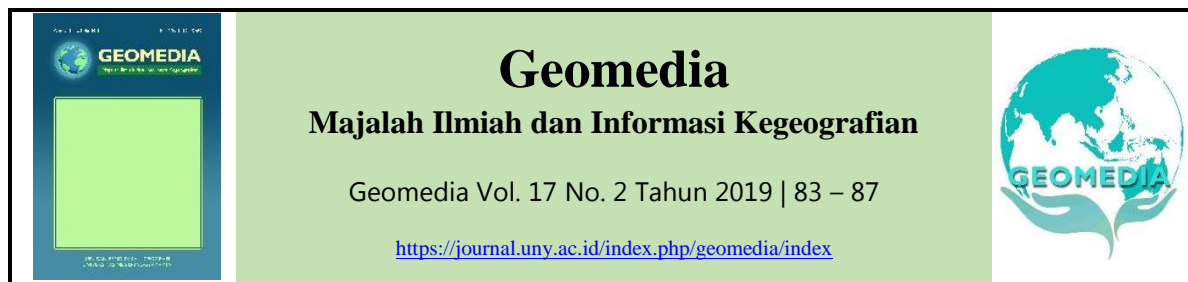 GEOMEDIA
Geomedia
Majalah Ilmiah dan Informasi Kegeografian
Geomedia Vol. 17 No. 2 Tahun 2019 | 83 – 87
https://journal.uny.ac.id/index.php/geomedia/index
GEOMEDIA